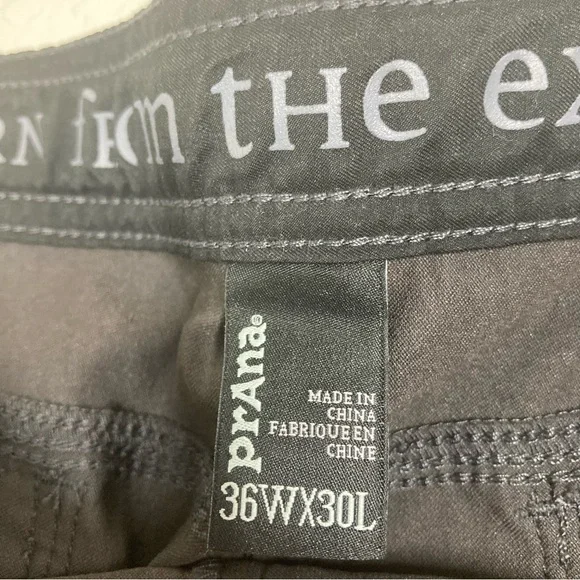 from tHe
prAna®
MADE IN
CHINA
FABRIQUE EN
CHINE
36WX30L